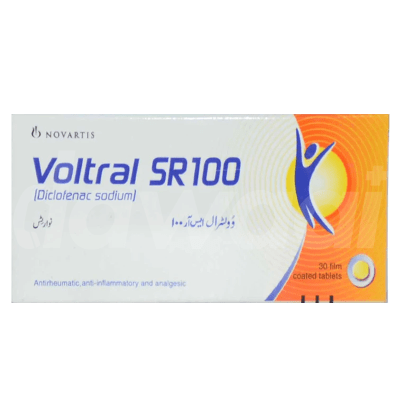 NOVARTIS
Voltral SR100
(Diclofenac sodium)
وولٹرال ایس آر ۱۰۰
نوارٹس
30 film
coated tablets
Antirheumatic,anti-inflammatory and analgesic
dawaai